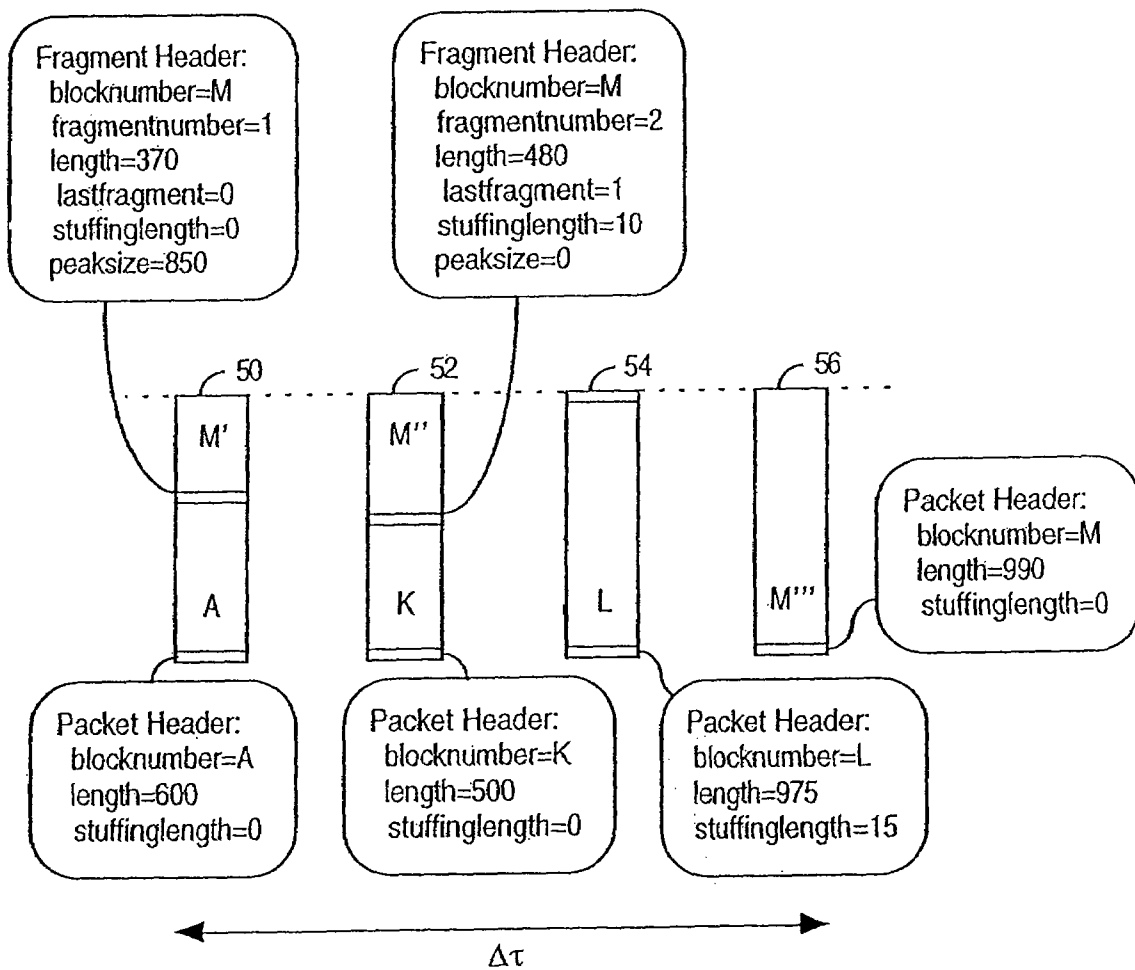 Fragment Header:
blocknumber=M
fragmentnumber=1
length=370
lastfragment=0
stuffinglength=0
peaksize=850
Fragment Header:
blocknumber=M
fragmentnumber=2
length=480
lastfragment=1
stuffinglength=10
peaksize=0
50
52
54
56
M'
M''
A
K
L
M'''
Packet Header:
blocknumber=M
length=990
stuffinglength=0
Packet Header:
blocknumber=A
length=600
stuffinglength=0
Packet Header:
blocknumber=K
length=500
stuffinglength=0
Packet Header:
blocknumber=L
length=975
stuffinglength=15
Δτ